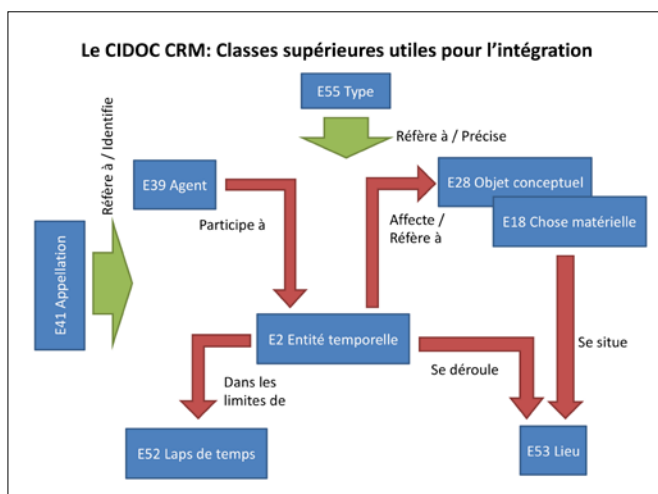 Le CIDOC CRM: Classes supérieures utiles pour l'intégration
E55 Type
Réfère à / Précise
Réfère à / Identifie
E39 Agent
E28 Objet conceptuel
E18 Chose matérielle
Participe à
Affecte /
Réfère à
E41 Appellation
E2 Entité temporelle
Se situe
Se déroule
Dans les
limites de
E52 Laps de temps
E53 Lieu